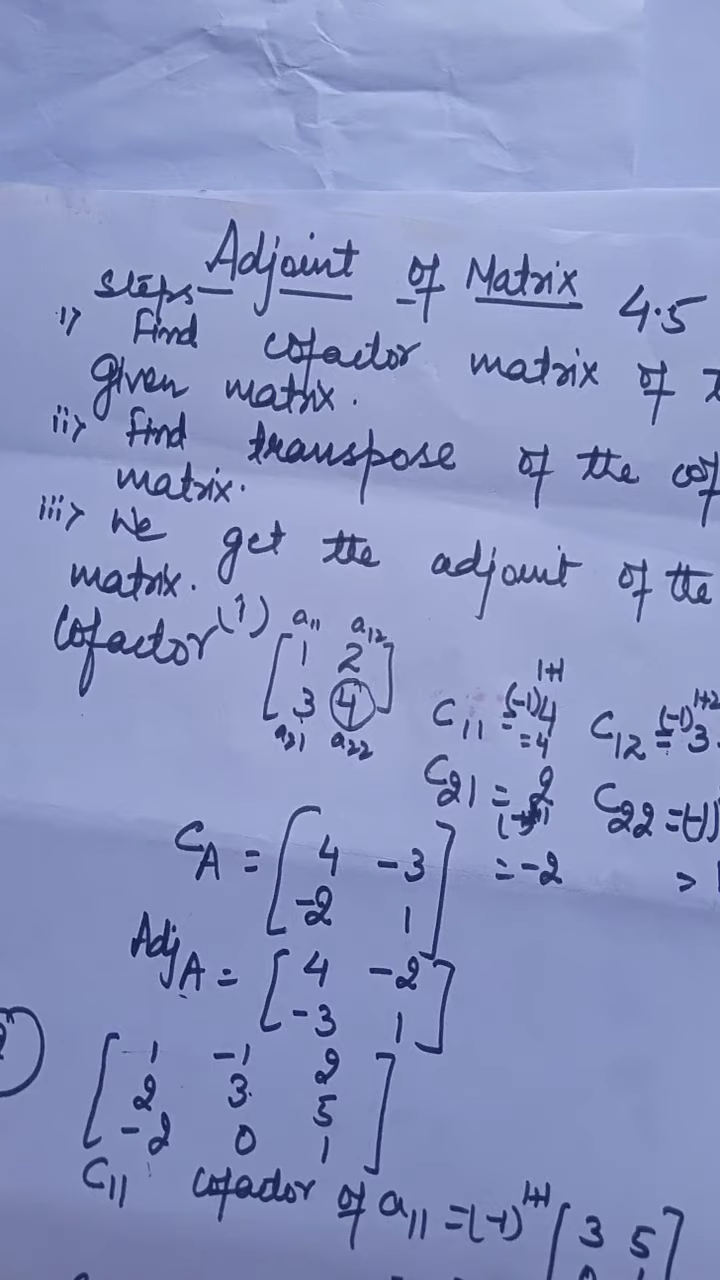 Adjoint of Matrix 4.5
Steps
i) Find cofactor matrix of
given matrix.
ii) Find transpose of the
matrix.
iii) We get the adjoint of the
matrix.
Cofactor (1) a11 a12
[1 2
3 4]
a21 a22
C11 = (-1)^1+1 4 = 4 C12 = (-1)^1+2 3
C21 = 2 C22 = (-1)
= -2
CA = [4 -3
-2 1]
Adj A = [4 -2
-3 1]
[1 -1 2
2 3 5
-2 0 1]
C11 cofactor of a11 = (-1)^1+1 [3 5]